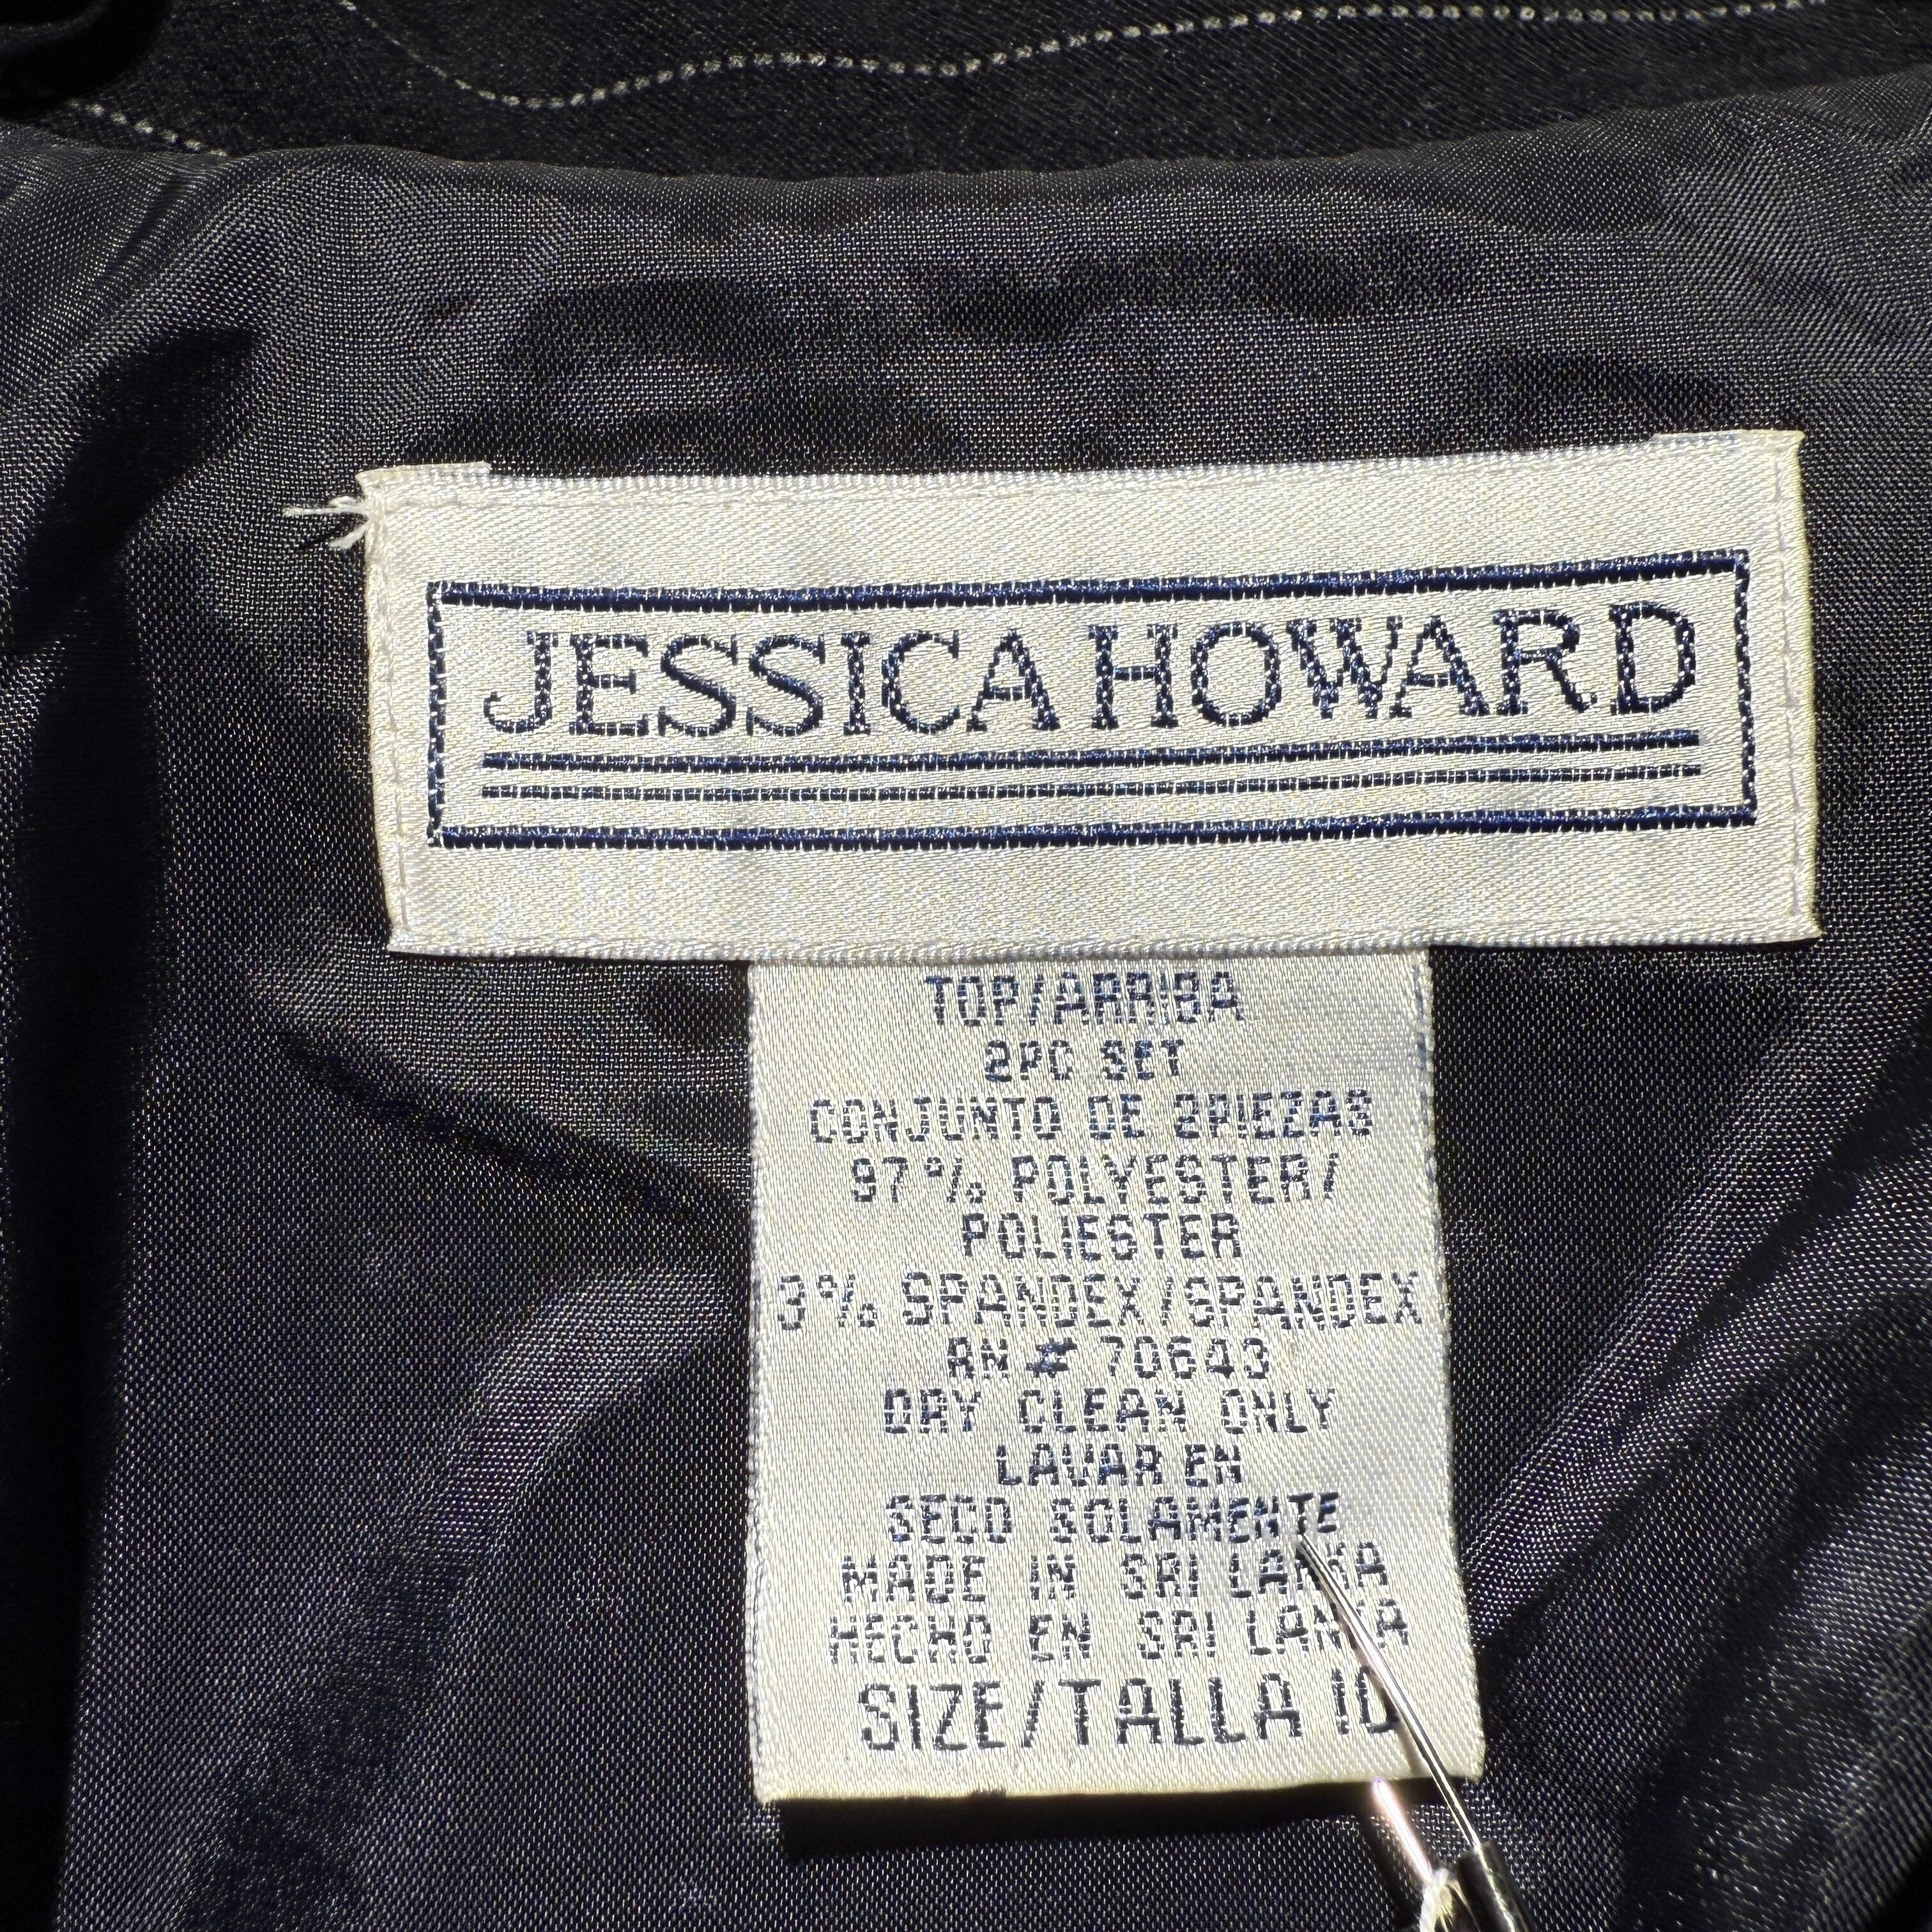 JESSICA HOWARD
TOP/ARRIBA
2PC SET
CONJUNTO DE 2PIEZAS
97% POLYESTER/
POLIESTER
3% SPANDEX/SPANDEX
RN # 70643
DRY CLEAN ONLY
LAVAR EN
SECO SOLAMENTE
MADE IN SRI LANKA
HECHO EN SRI LANKA
SIZE/TALLA 10